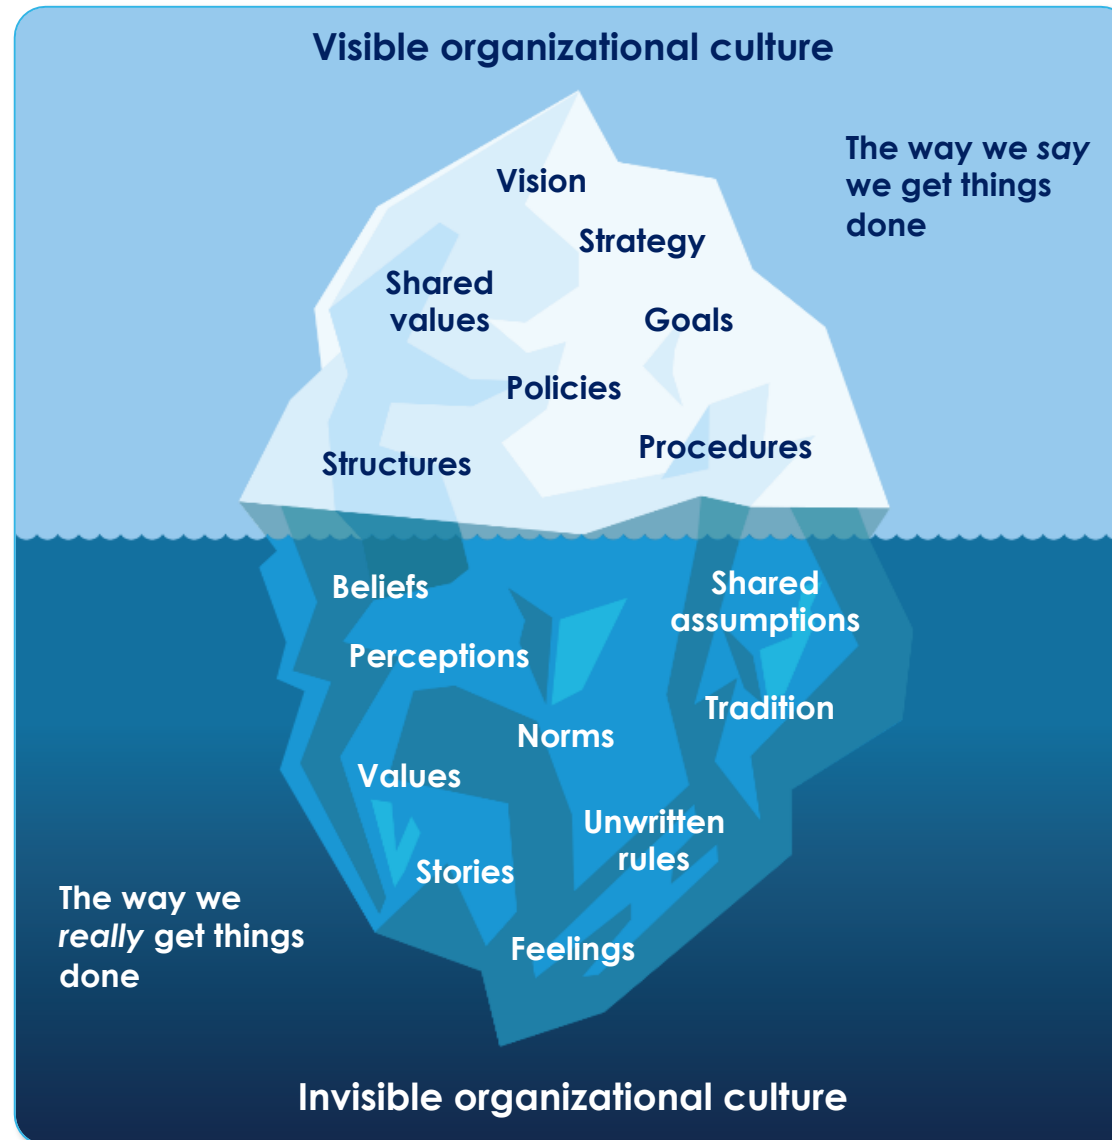 Visible organizational culture
The way we say
we get things
done
Vision
Strategy
Shared
values
Goals
Policies
Procedures
Structures
Beliefs
Shared
assumptions
Perceptions
Tradition
Norms
Values
Unwritten
rules
Stories
The way we
really get things
done
Feelings
Invisible organizational culture